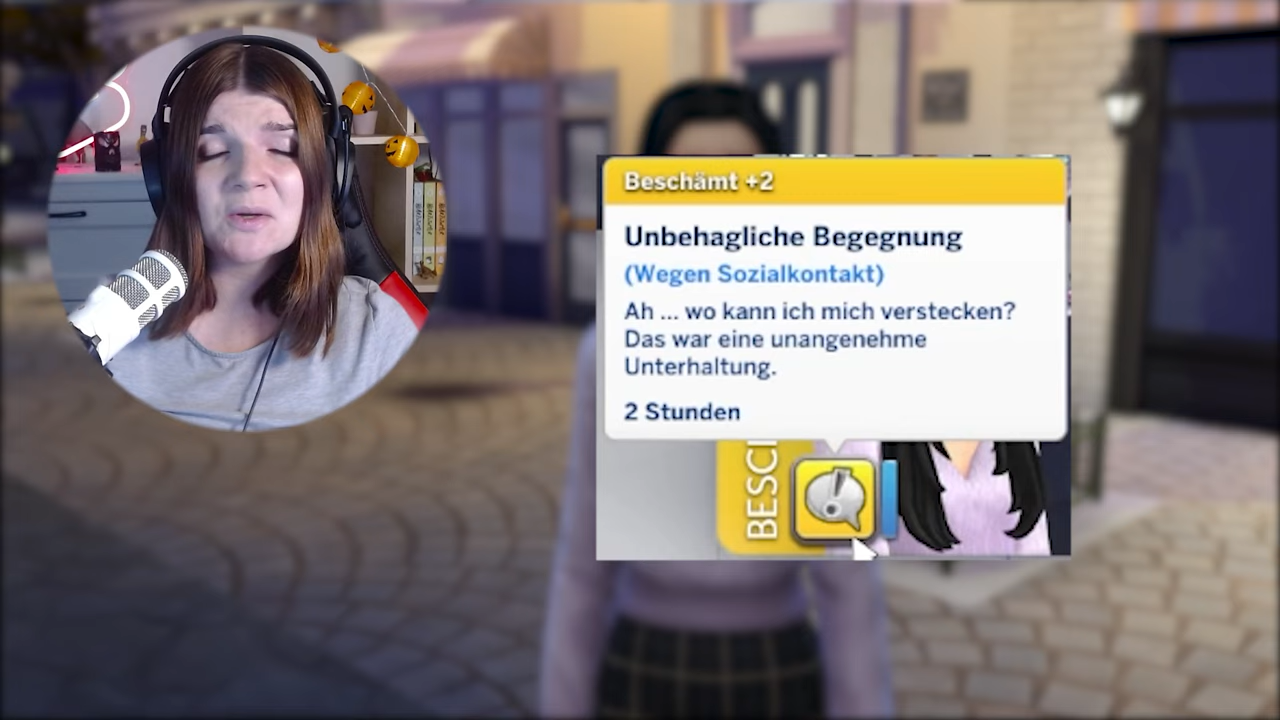 Beschämt +2
Unbehagliche Begegnung
(Wegen Sozialkontakt)
Ah ... wo kann ich mich verstecken?
Das war eine unangenehme
Unterhaltung.
2 Stunden